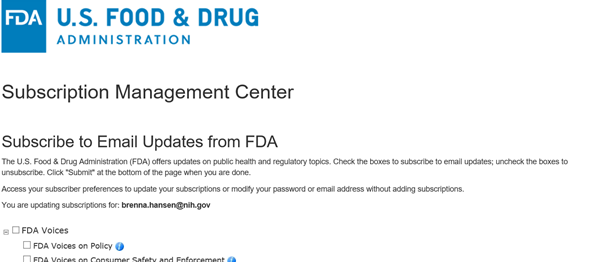 FDA U.S. FOOD & DRUG
ADMINISTRATION
Subscription Management Center
Subscribe to Email Updates from FDA
The U.S. Food & Drug Administration (FDA) offers updates on public health and regulatory topics. Check the boxes to subscribe to email updates; uncheck the boxes to
unsubscribe. Click "Submit" at the bottom of the page when you are done.
Access your subscriber preferences to update your subscriptions or modify your password or email address without adding subscriptions.
You are updating subscriptions for: brenna.hansen@nih.gov
FDA Voices
FDA Voices on Policy
FDA Voices on Consumer Safety and Enforcement